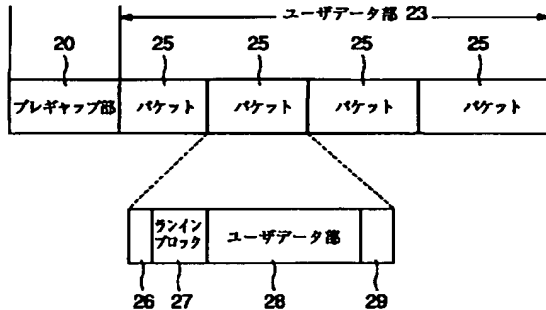 ユーザデータ部 23
20 25 25 25 25
プレギャップ部 パケット パケット パケット パケット
ランイン
ブロック
ユーザデータ部
26 27 28 29